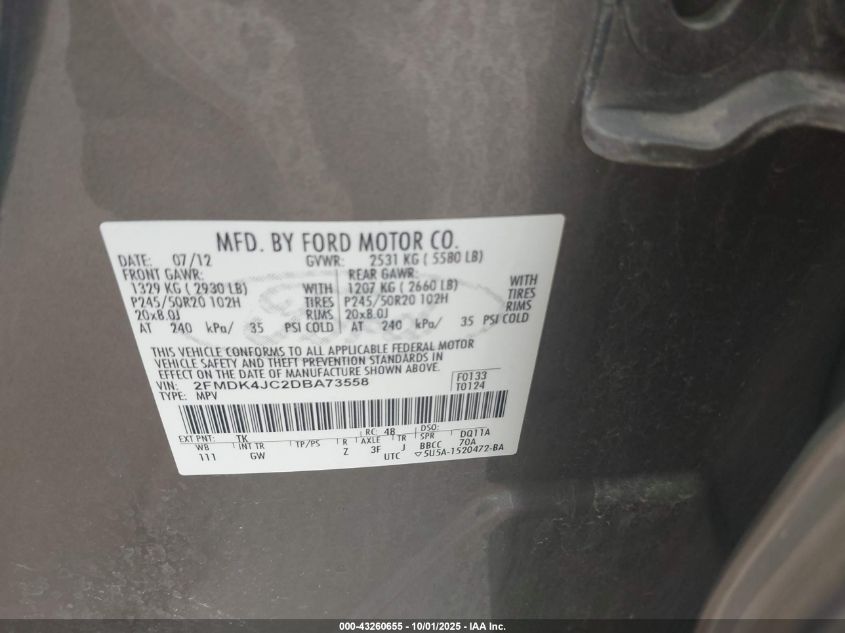 MFD. BY FORD MOTOR CO.
DATE: 07/12 GVWR: 2531 KG ( 5580 LB)
FRONT GAWR: REAR GAWR:
1329 KG ( 2930 LB) WITH 1207 KG ( 2660 LB) WITH
P245/50R20 102H TIRES P245/50R20 102H TIRES
20x8.0J RIMS 20x8.0J RIMS
AT 240 kPa/ 35 PSI COLD AT 240 kPa/ 35 PSI COLD
THIS VEHICLE CONFORMS TO ALL APPLICABLE FEDERAL MOTOR
VEHICLE SAFETY AND THEFT PREVENTION STANDARDS IN
EFFECT ON THE DATE OF MANUFACTURE SHOWN ABOVE.
VIN: 2FMDK4JC2DBA73558 F0133
TYPE: MPV T0124
EXT PNT: TK RC: 48 DSO: DQ11A
WB INT TR TP/PS R AXLE TR SPR 70A
111 GW Z 3F J BBCC
UTC ▽5U5A-1520472-BA
000-43260655 - 10/01/2025 - IAA Inc.